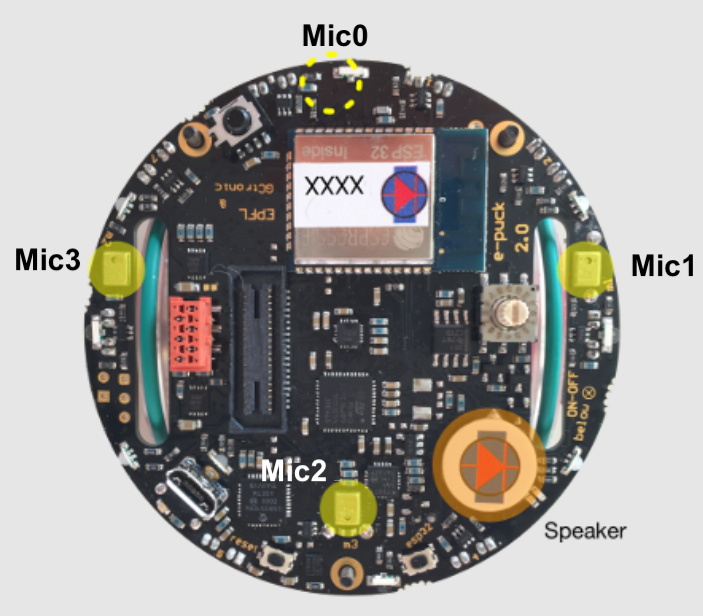 Mic0
ESP32
Inside
XXXX
GCtronic
&
EPFL
e-puck
2.0
Mic3
Mic1
ON-OFF
below
Mic2
Speaker
reset
m3
esp32